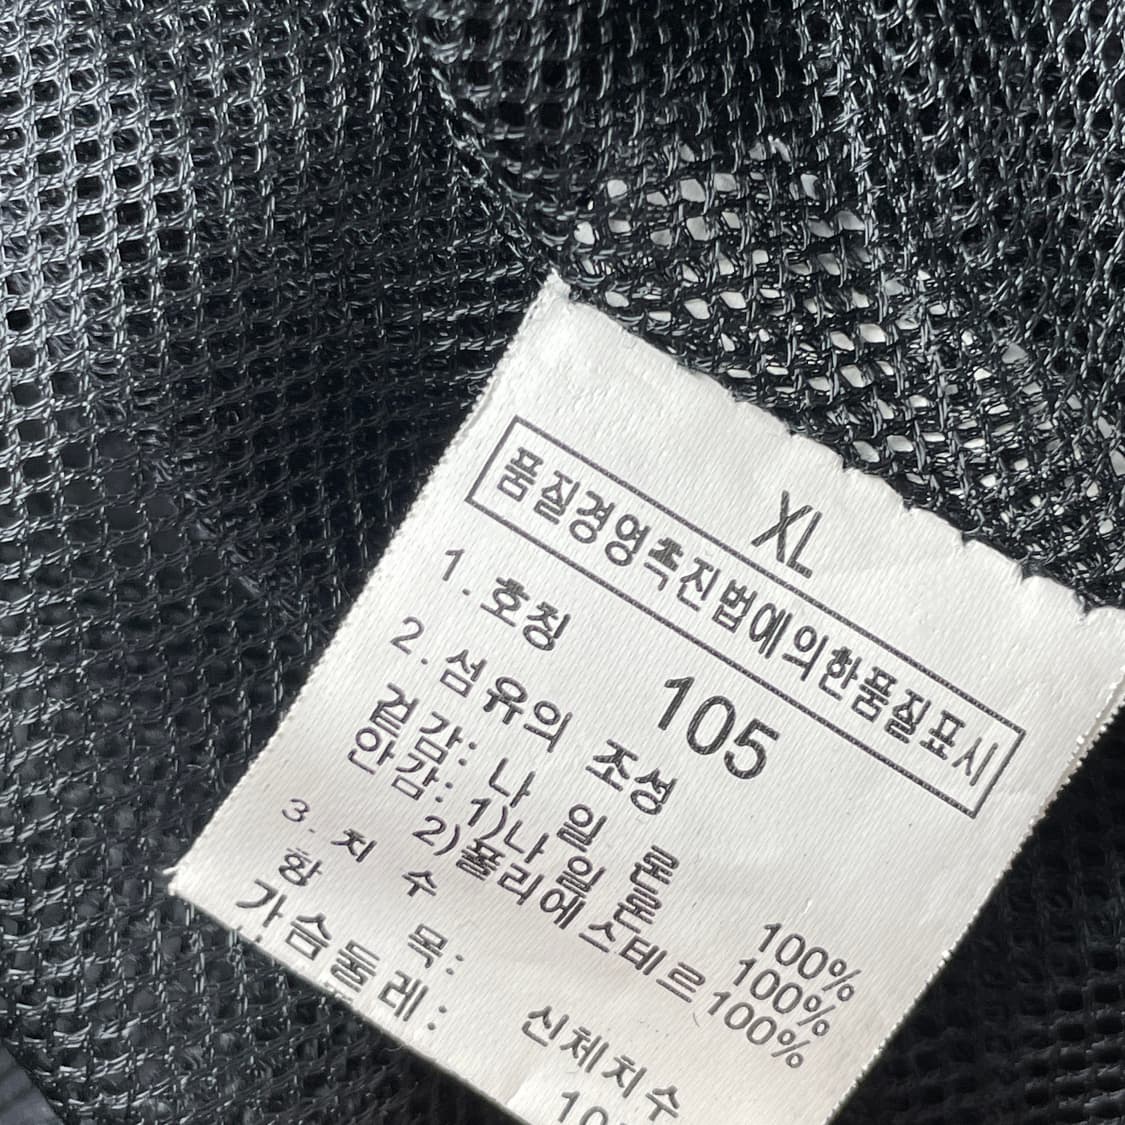 XL
품질경영촉진법에의한품질표시
1. 호칭 105
2. 섬유의 조성
겉감: 나 일 론 100%
안감: 1)나 일 론 100%
2)폴리에스테르 100%
3. 치 수
항 목: 신체치수
가슴둘레: